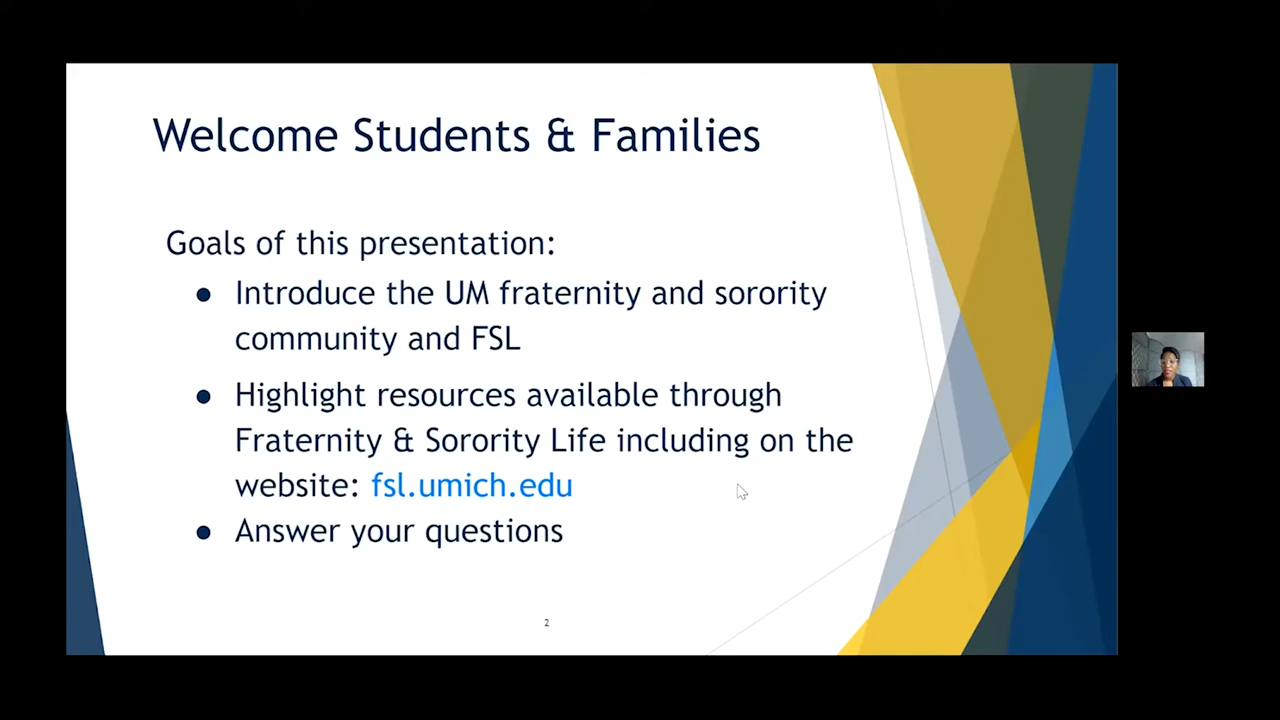 Welcome Students & Families
Goals of this presentation:
● Introduce the UM fraternity and sorority
community and FSL
● Highlight resources available through
Fraternity & Sorority Life including on the
website: fsl.umich.edu
● Answer your questions
2